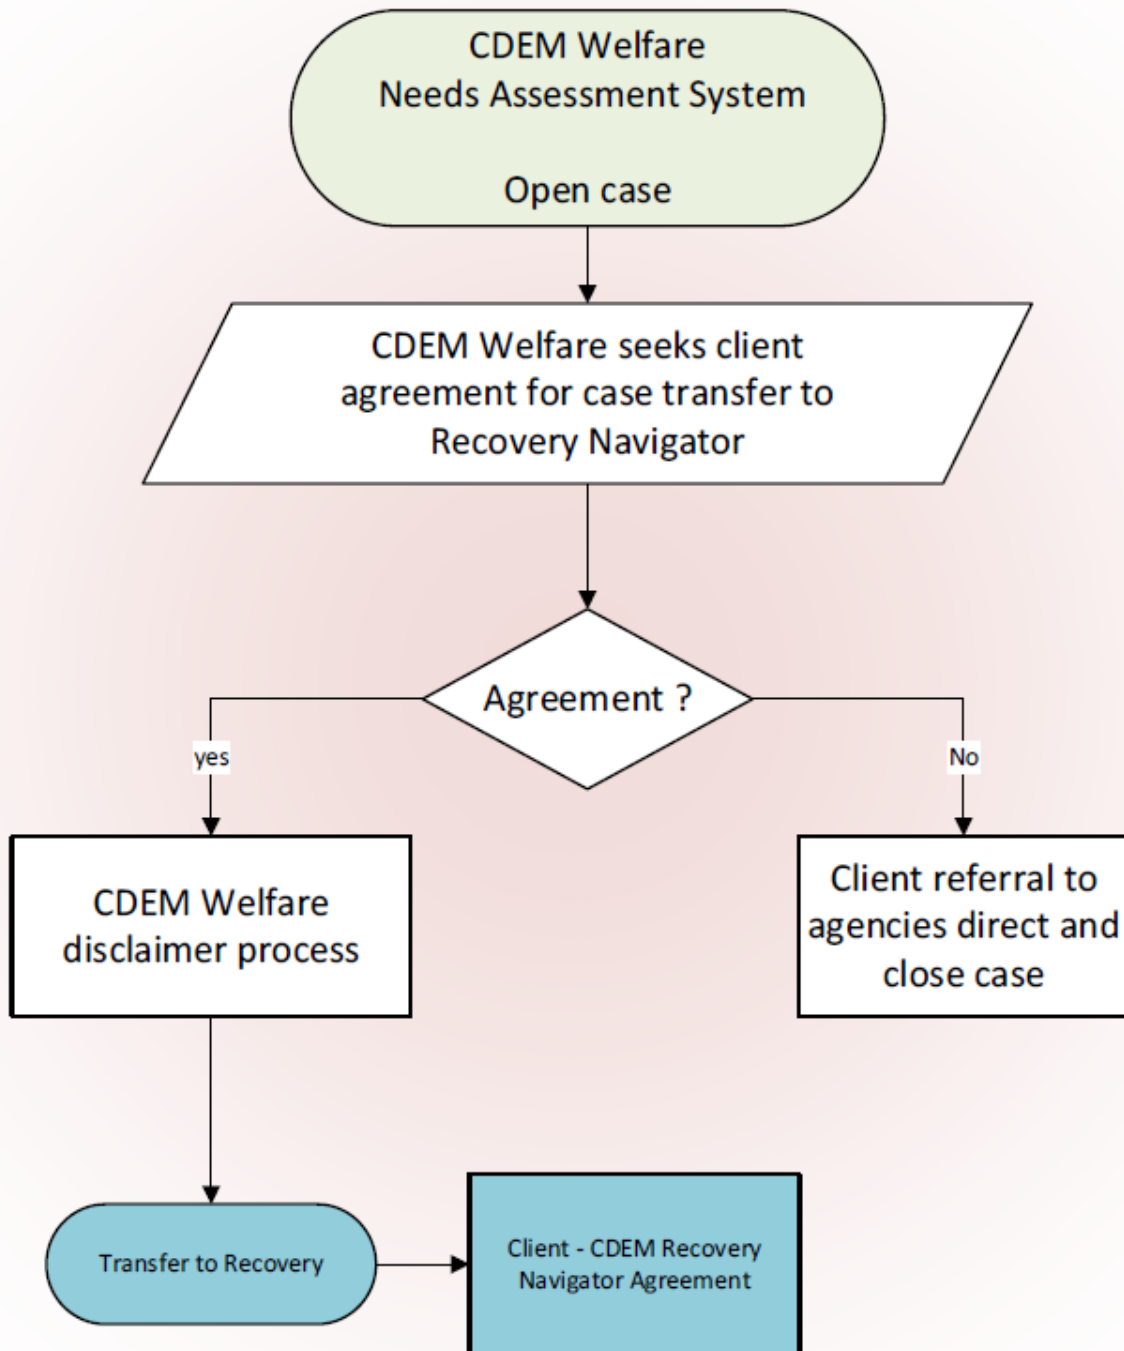 CDEM Welfare
Needs Assessment System
Open case
CDEM Welfare seeks client
agreement for case transfer to
Recovery Navigator
Agreement ?
yes
No
CDEM Welfare
disclaimer process
Client referral to
agencies direct and
close case
Transfer to Recovery
Client - CDEM Recovery
Navigator Agreement